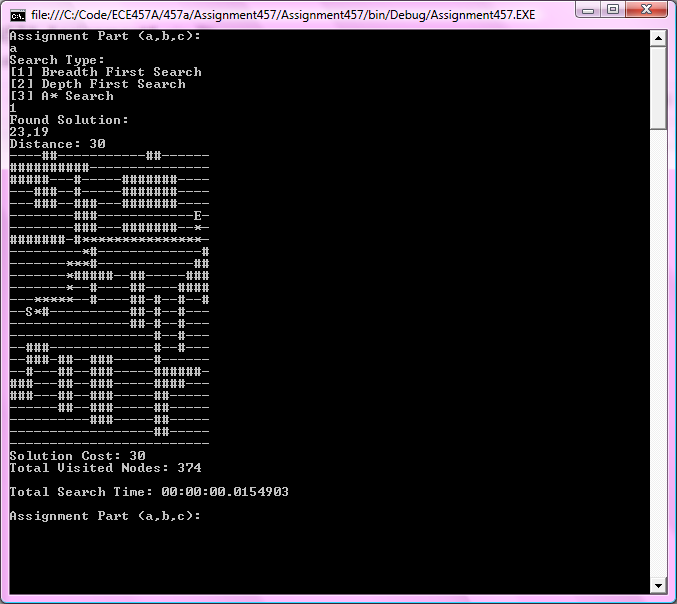 file:///C:/Code/ECE457A/457a/Assignment457/Assignment457/bin/Debug/Assignment457.EXE
Assignment Part (a,b,c):
a
Search Type:
[1] Breadth First Search
[2] Depth First Search
[3] A* Search
1
Found Solution:
23,19
Distance: 30
----##-----------##------
##########---------------
#####---#-----#######----
---###--#-----#######----
---###--###---#######----
--------###------------E-
--------###---#######--*-
#######-#***************-
---------*#-------------#
-------***#------------##
-------*#####--##-----###
-------*--#----##----####
---*****--#----##-#--#--#
--S*#----------##-#--#---
---------------##-#--#---
------------------#--#---
--###-------------#--#---
--###-##--###-----#------
--#---##--###-----######-
###---##--###-----####---
###---##--###-----##-----
------##--###-----##-----
----------###-----##-----
------------------##-----
-------------------------
Solution Cost: 30
Total Visited Nodes: 374
Total Search Time: 00:00:00.0154903
Assignment Part (a,b,c):